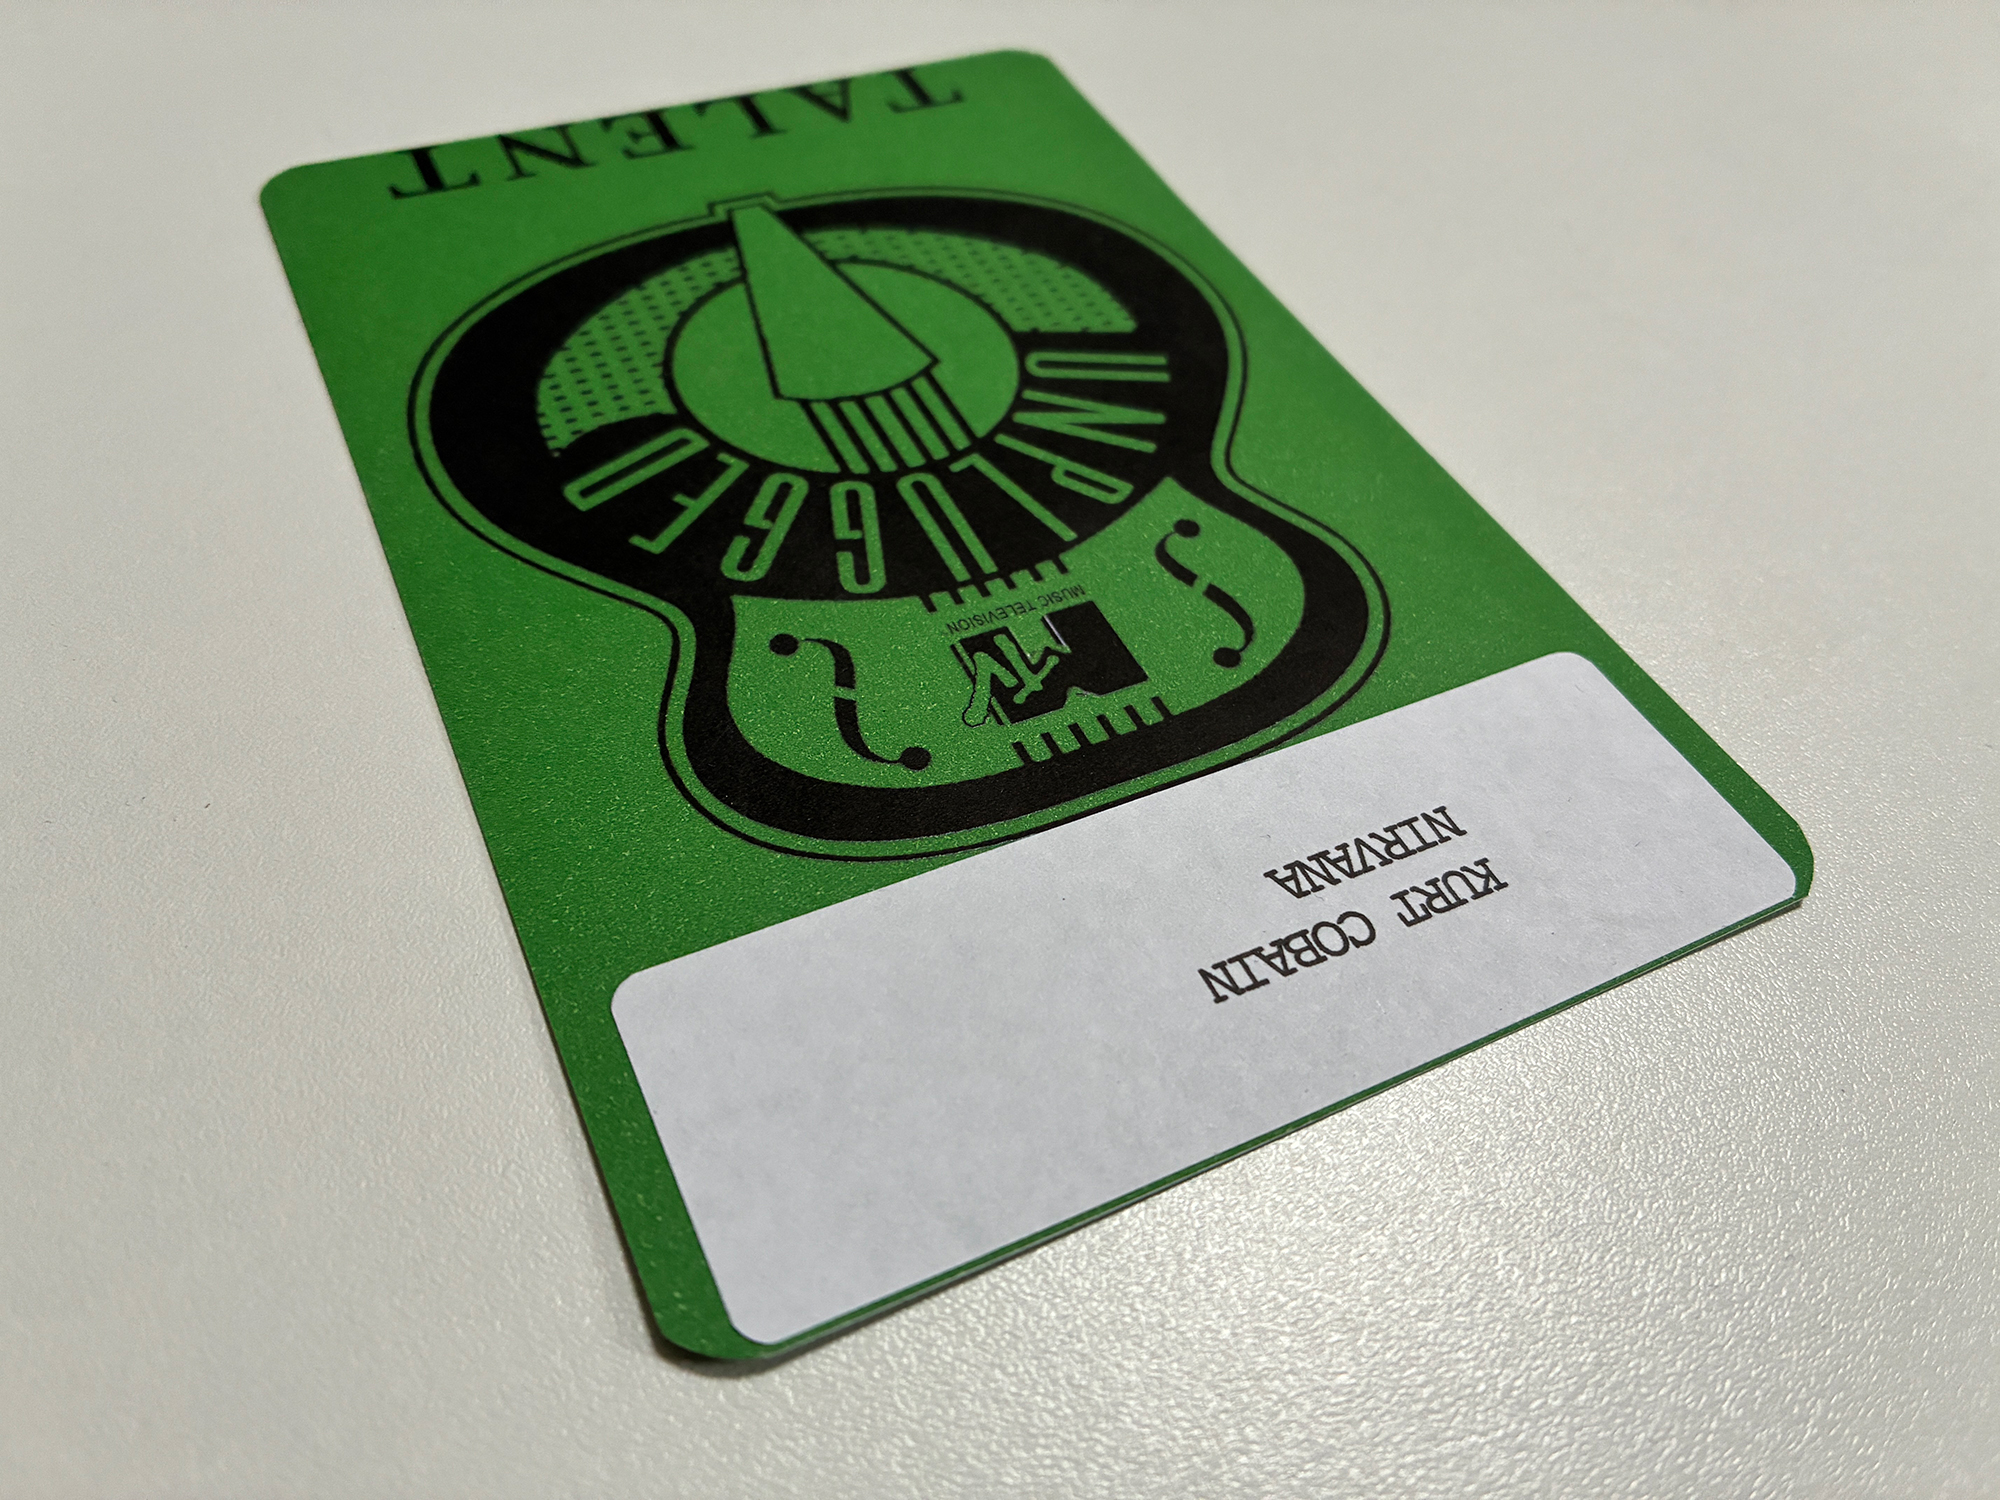 KURT COBAIN
NIRVANA
MTV
MUSIC TELEVISION
UNPLUGGED
TALENT